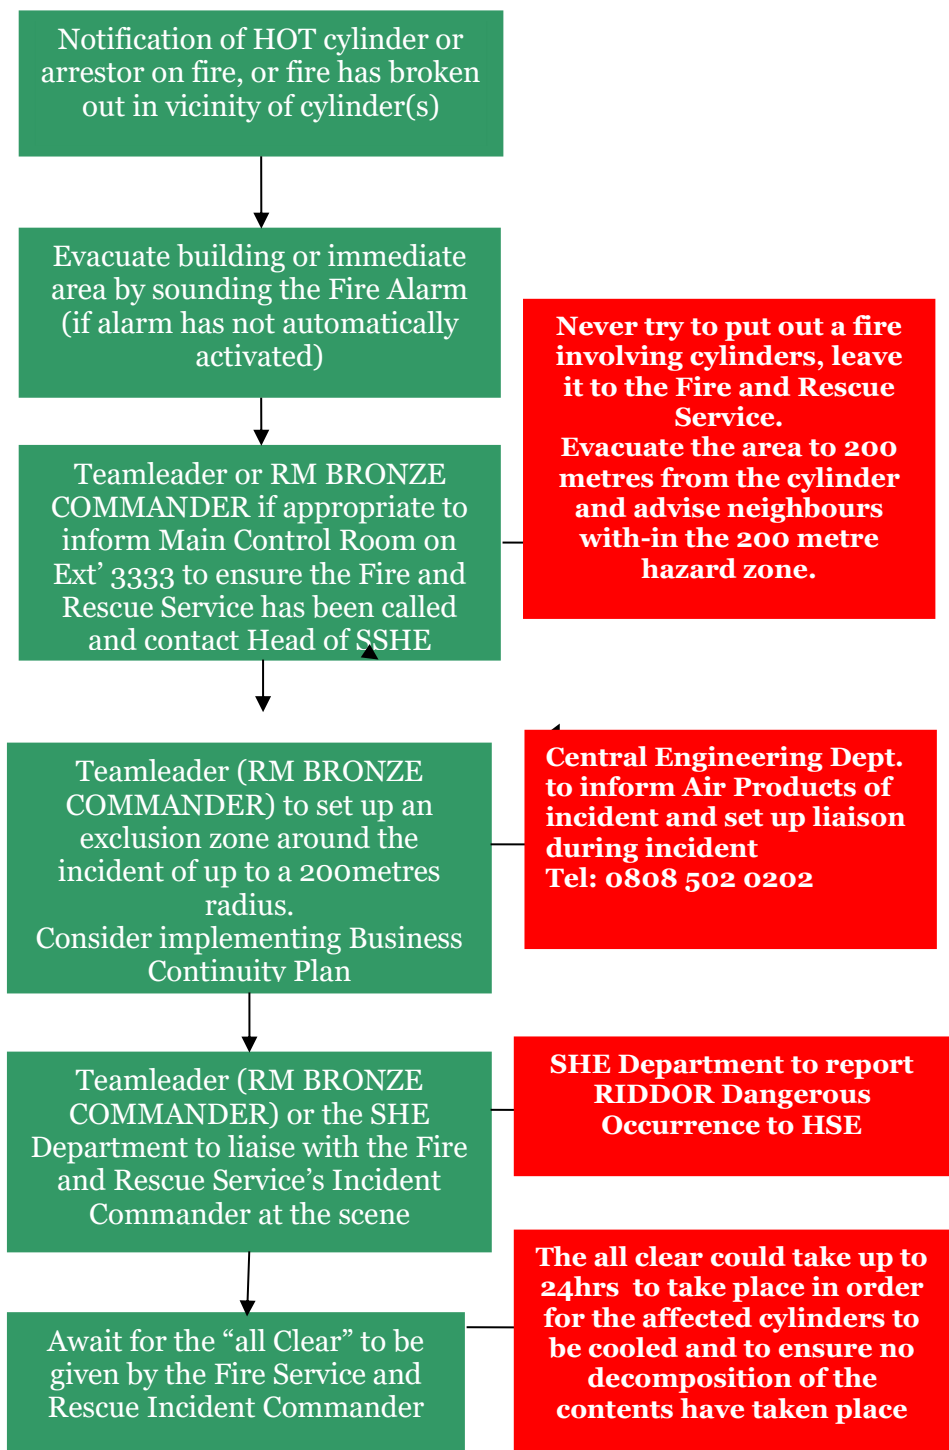 Notification of HOT cylinder or
arrestor on fire, or fire has broken
out in vicinity of cylinder(s)
Evacuate building or immediate
area by sounding the Fire Alarm
(if alarm has not automatically
activated)
Never try to put out a fire
involving cylinders, leave
it to the Fire and Rescue
Service.
Evacuate the area to 200
metres from the cylinder
and advise neighbours
with-in the 200 metre
hazard zone.
Teamleader or RM BRONZE
COMMANDER if appropriate to
inform Main Control Room on
Ext’ 3333 to ensure the Fire and
Rescue Service has been called
and contact Head of SSHE
Teamleader (RM BRONZE
COMMANDER) to set up an
exclusion zone around the
incident of up to a 200metres
radius.
Consider implementing Business
Continuity Plan
Central Engineering Dept.
to inform Air Products of
incident and set up liaison
during incident
Tel: 0808 502 0202
Teamleader (RM BRONZE
COMMANDER) or the SHE
Department to liaise with the Fire
and Rescue Service’s Incident
Commander at the scene
SHE Department to report
RIDDOR Dangerous
Occurrence to HSE
Await for the “all Clear” to be
given by the Fire Service and
Rescue Incident Commander
The all clear could take up to
24hrs to take place in order
for the affected cylinders to
be cooled and to ensure no
decomposition of the
contents have taken place